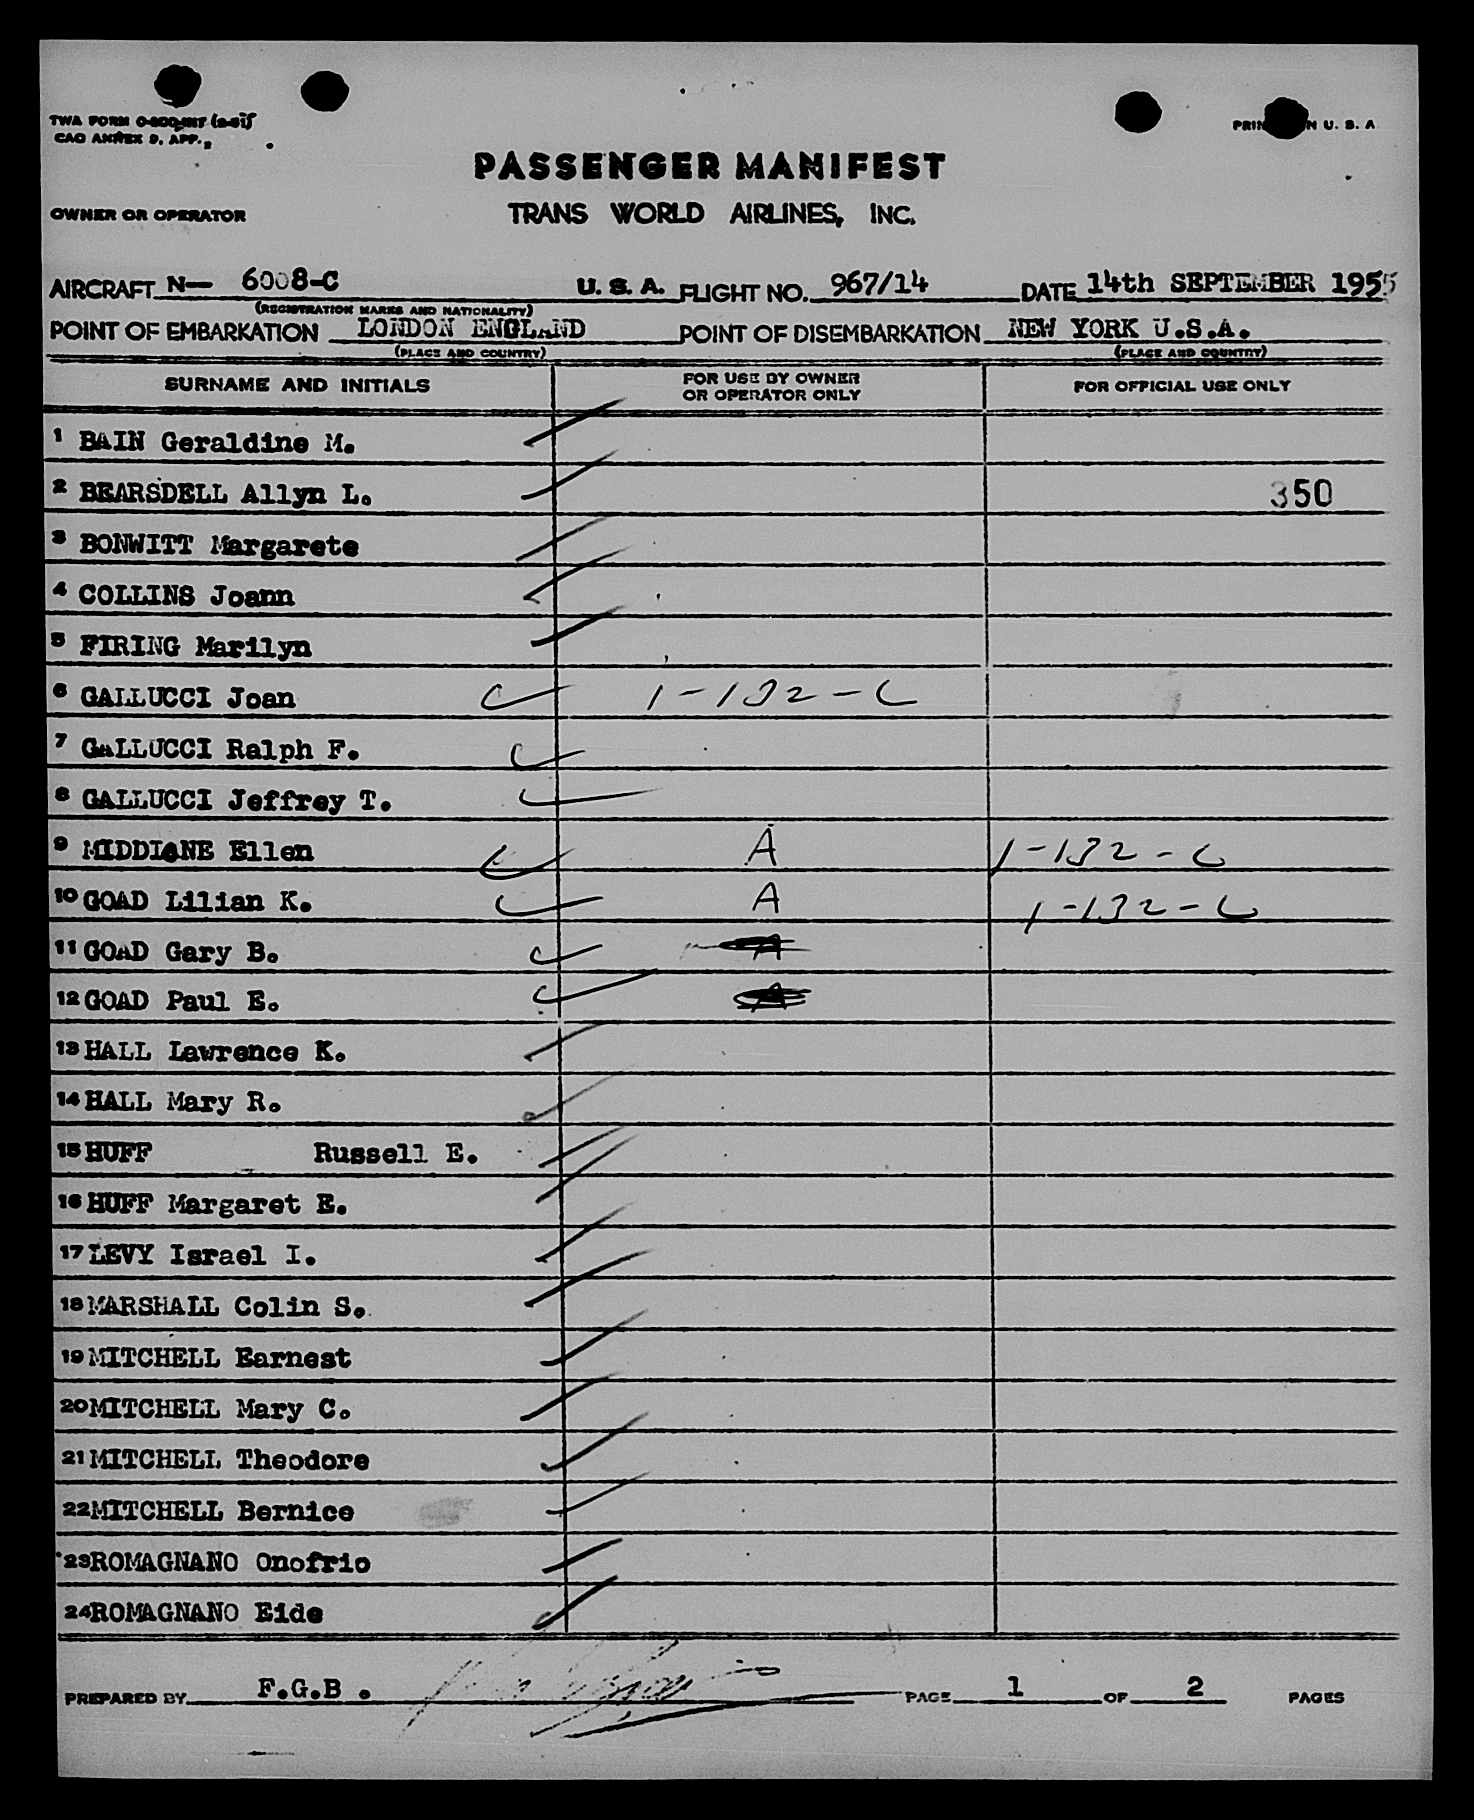 TWA FORM
CAO ANNEX 9, APP.,
U. S. A
PASSENGER MANIFEST
OWNER OR OPERATOR TRANS WORLD AIRLINES, INC.
AIRCRAFT N— 6008-C U. S. A. FLIGHT NO. 967/14 DATE 14th SEPTEMBER 1955
(REGISTRATION MARKS AND NATIONALITY)
POINT OF EMBARKATION LONDON ENGLAND POINT OF DISEMBARKATION NEW YORK U.S.A.
(PLACE AND COUNTRY) (PLACE AND COUNTRY)
SURNAME AND INITIALS FOR USE BY OWNER OR OPERATOR ONLY FOR OFFICIAL USE ONLY
1 BAIN Geraldine M.
2 BEARSDELL Allyn L. 350
3 BONWITT Margarete
4 COLLINS Joann
5 FIRING Marilyn
6 GALLUCCI Joan 1-132-C
7 GALLUCCI Ralph F.
8 GALLUCCI Jeffrey T.
9 MIDDIONE Ellen A 1-132-C
10 GOAD Lilian K. A 1-132-C
11 GOAD Gary B. A
12 GOAD Paul E. A
13 HALL Lawrence K.
14 HALL Mary R.
15 HUFF Russell E.
16 HUFF Margaret E.
17 LEVY Israel I.
18 MARSHALL Colin S.
19 MITCHELL Earnest
20 MITCHELL Mary C.
21 MITCHELL Theodore
22 MITCHELL Bernice
23 ROMAGNANO Onofrio
24 ROMAGNANO Eide
PREPARED BY F.G.B. PAGE 1 OF 2 PAGES